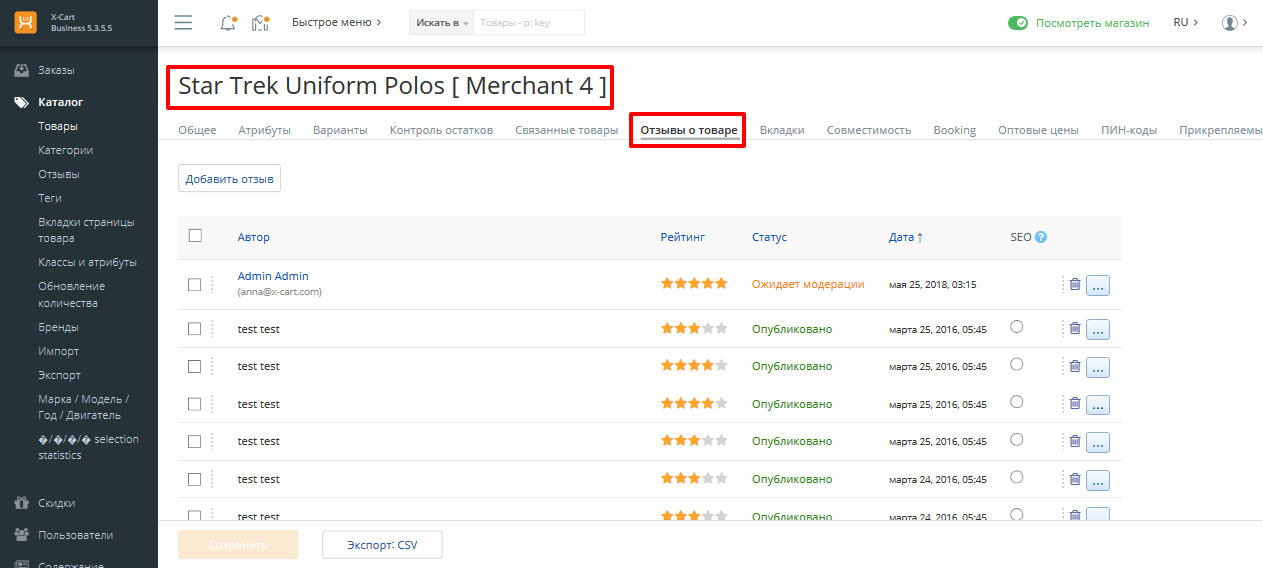 X-Cart
Business 5.3.5.5
Быстрое меню
Искать в
Товары - р: key
Посмотреть магазин
RU
Заказы
Каталог
Товары
Категории
Отзывы
Теги
Вкладки страницы
товара
Классы и атрибуты
Обновление
количества
Бренды
Импорт
Экспорт
Марка / Модель /
Год / Двигатель
�/�/�/� selection
statistics
Скидки
Пользователи
Содержание
Star Trek Uniform Polos [ Merchant 4 ]
Общее Атрибуты Варианты Контроль остатков Связанные товары Отзывы о товаре Вкладки Совместимость Booking Оптовые цены ПИН-коды Прикрепляемы
Добавить отзыв
Автор Рейтинг Статус Дата ↑ SEO ?
Admin Admin
(anna@x-cart.com) Ожидает модерации мая 25, 2018, 03:15 ...
test test Опубликовано марта 25, 2016, 05:45 ...
test test Опубликовано марта 25, 2016, 05:45 ...
test test Опубликовано марта 25, 2016, 05:45 ...
test test Опубликовано марта 25, 2016, 05:45 ...
test test Опубликовано марта 24, 2016, 05:45 ...
test test Опубликовано марта 24, 2016, 05:45 ...
Сохранить Экспорт: CSV